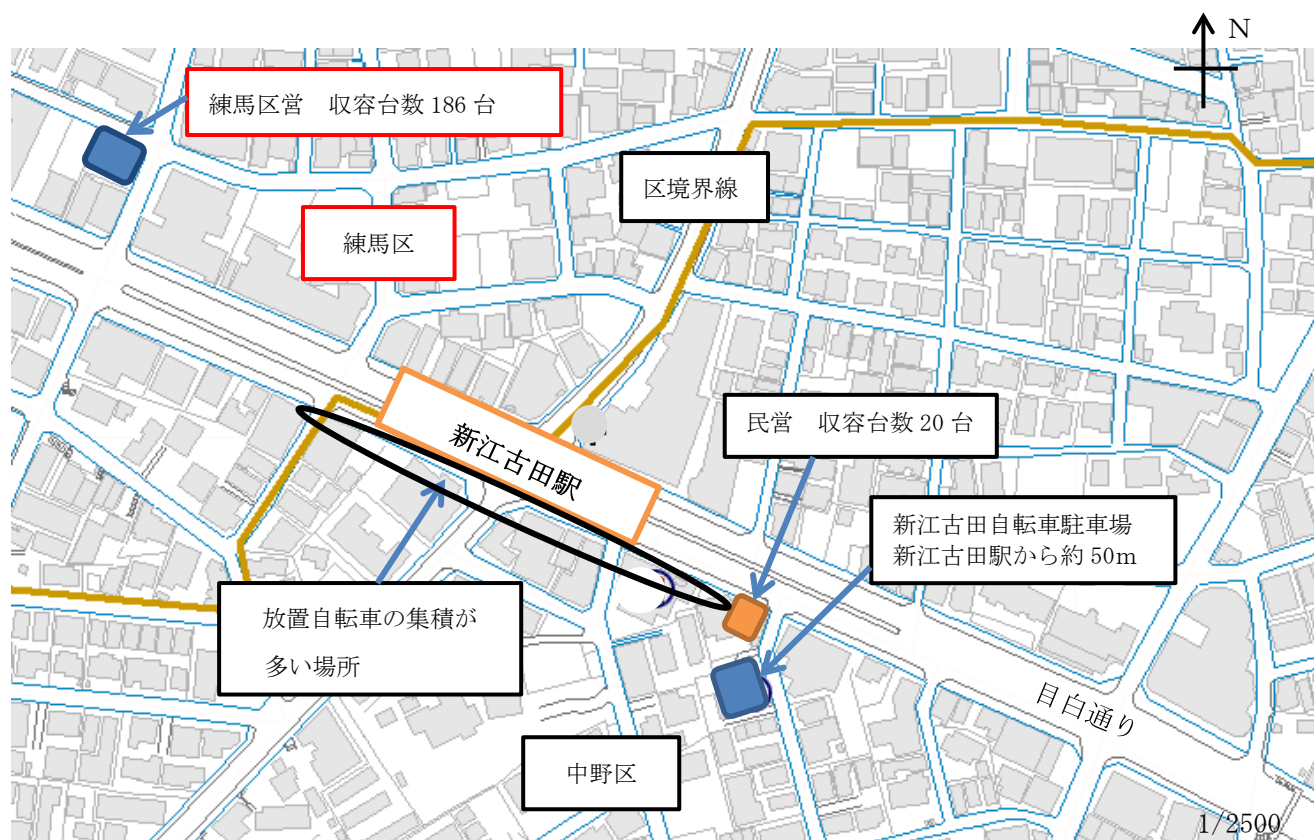 N
練馬区営　収容台数 186 台
区境界線
練馬区
民営　収容台数 20 台
新江古田駅
新江古田自転車駐車場
新江古田駅から約 50m
放置自転車の集積が
多い場所
目白通り
中野区
1/2500